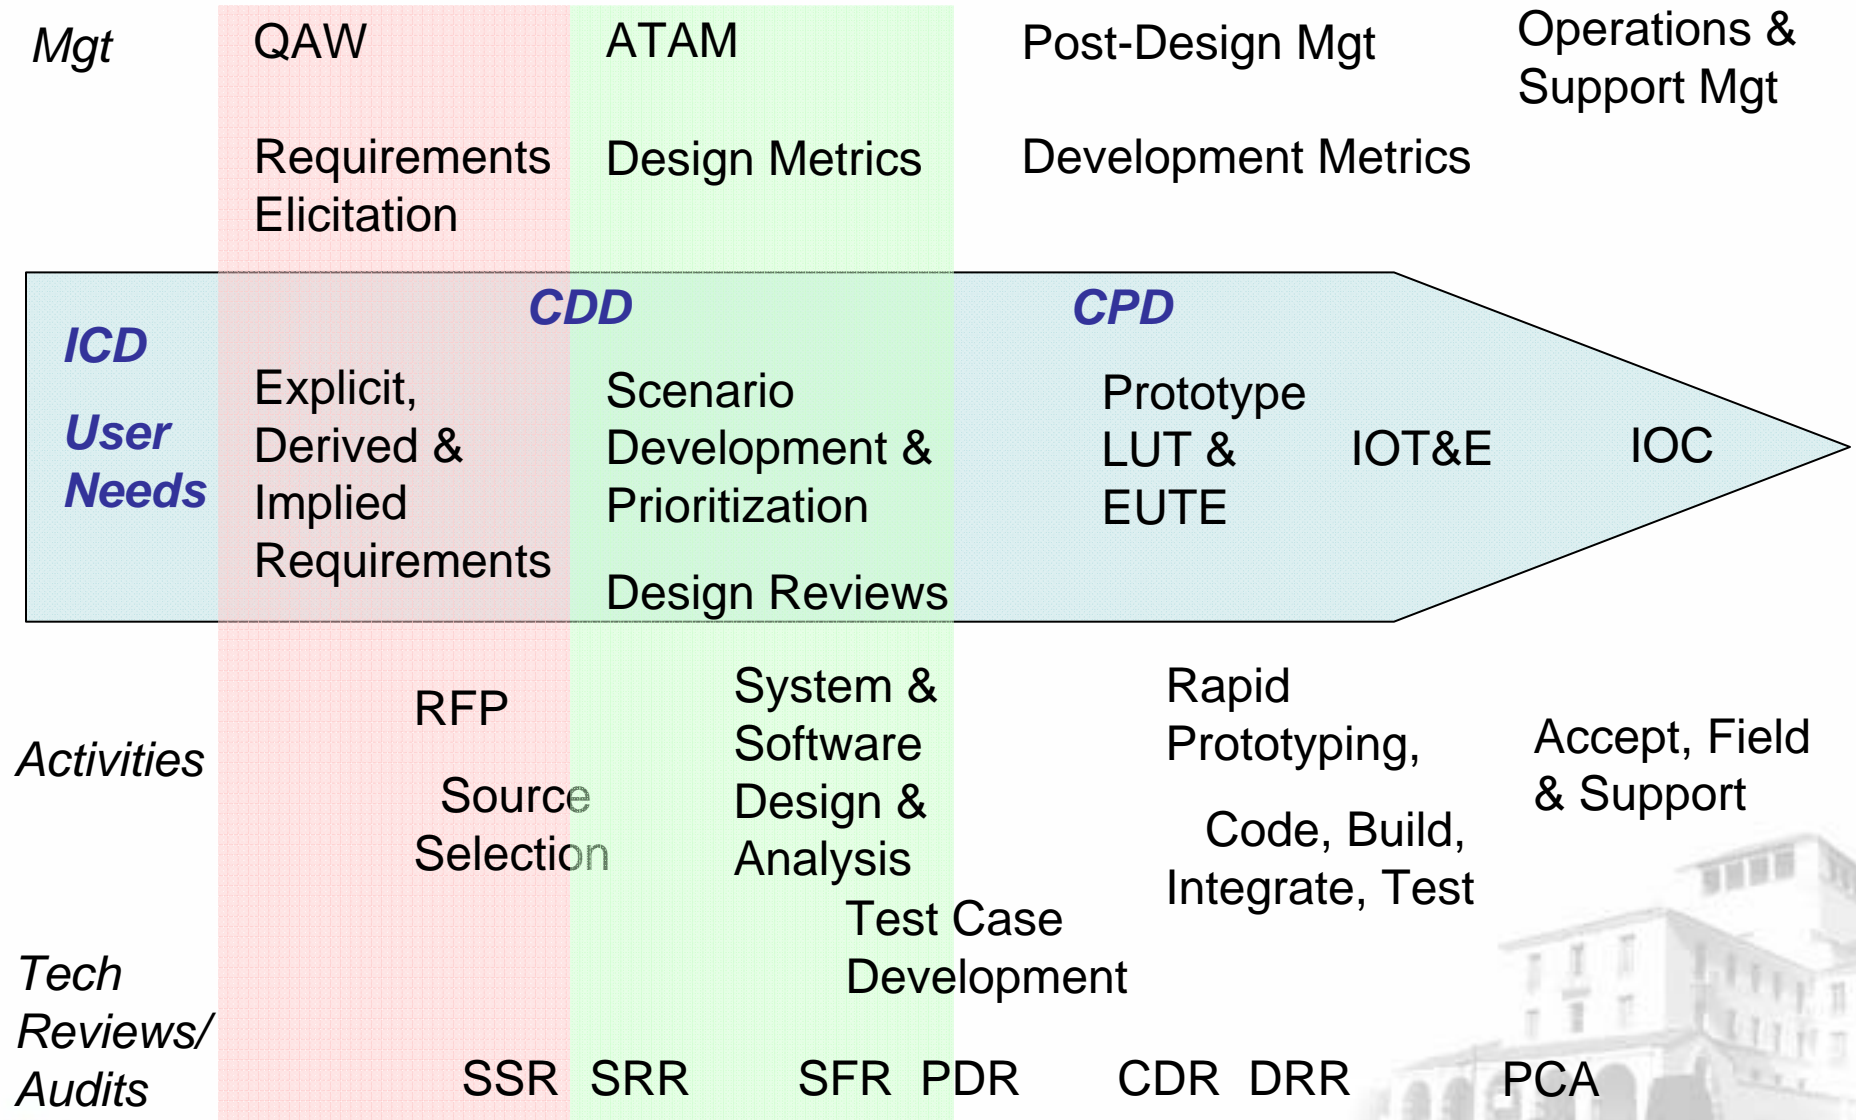 Mgt
QAW
Requirements
Elicitation
ATAM
Design Metrics
Post-Design Mgt
Development Metrics
Operations &
Support Mgt
ICD
User
Needs
CDD
Explicit,
Derived &
Implied
Requirements
Scenario
Development &
Prioritization
Design Reviews
CPD
Prototype
LUT &
EUTE
IOT&E
IOC
Activities
RFP
Source
Selection
System &
Software
Design &
Analysis
Test Case
Development
Rapid
Prototyping,
Code, Build,
Integrate, Test
Accept, Field
& Support
Tech
Reviews/
Audits
SSR SRR SFR PDR CDR DRR PCA